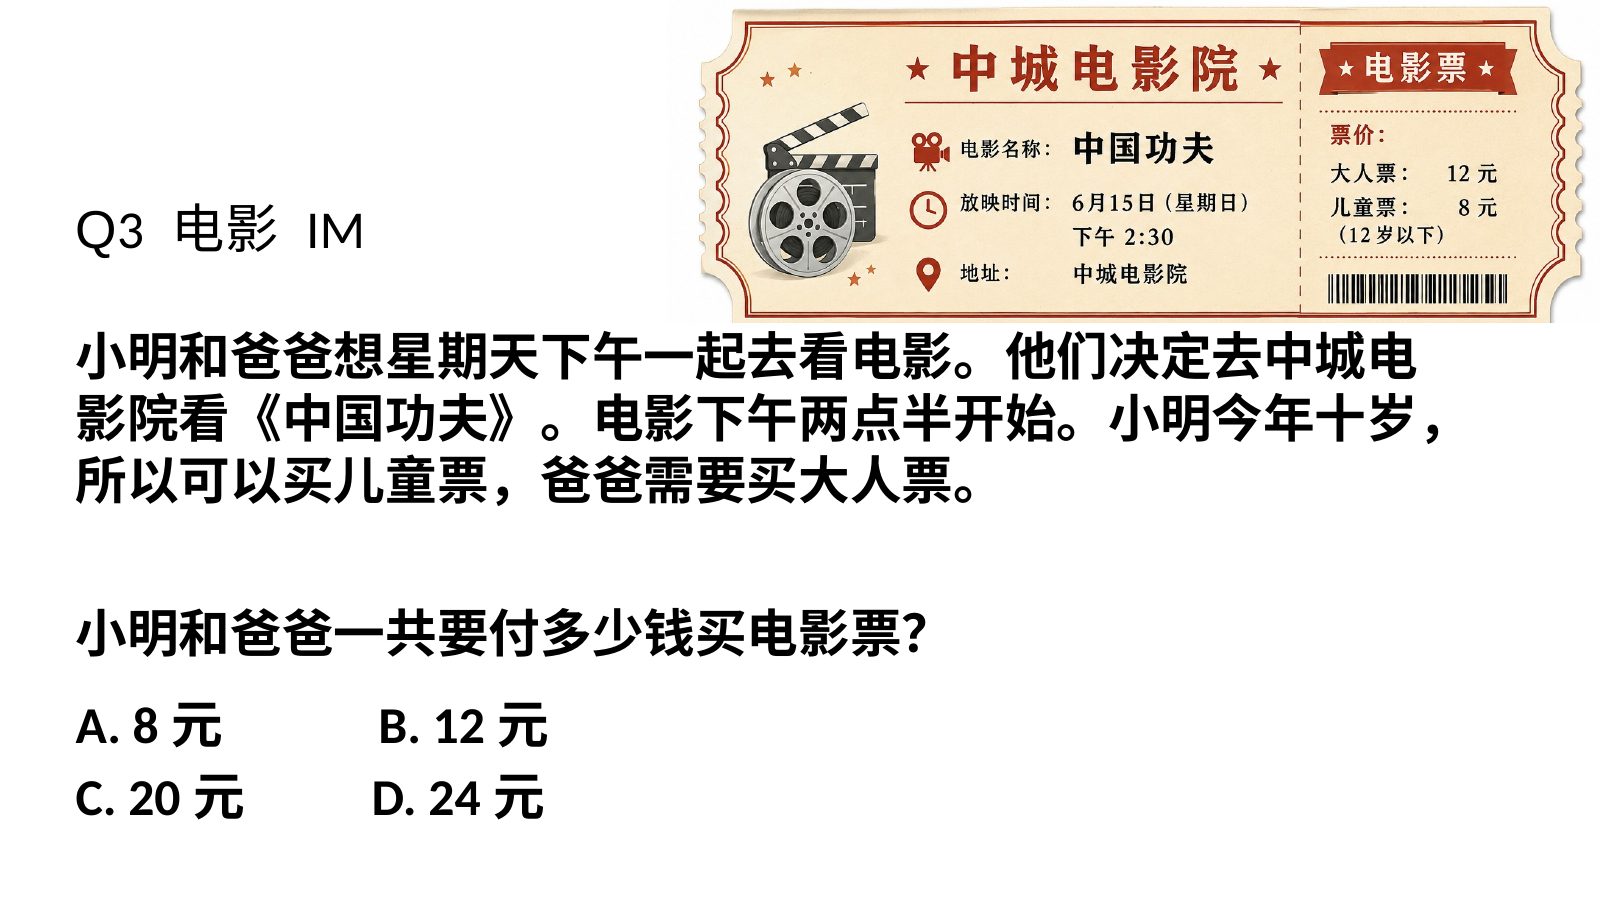 ★ 中城电影院 ★
电影名称： 中国功夫
放映时间： 6月15日（星期日）
下午 2:30
地址： 中城电影院
★ 电影票 ★
票价：
大人票： 12 元
儿童票： 8 元
（12 岁以下）
Q3 电影 IM
小明和爸爸想星期天下午一起去看电影。他们决定去中城电
影院看《中国功夫》。电影下午两点半开始。小明今年十岁，
所以可以买儿童票，爸爸需要买大人票。
小明和爸爸一共要付多少钱买电影票？
A. 8 元 B. 12 元
C. 20 元 D. 24 元